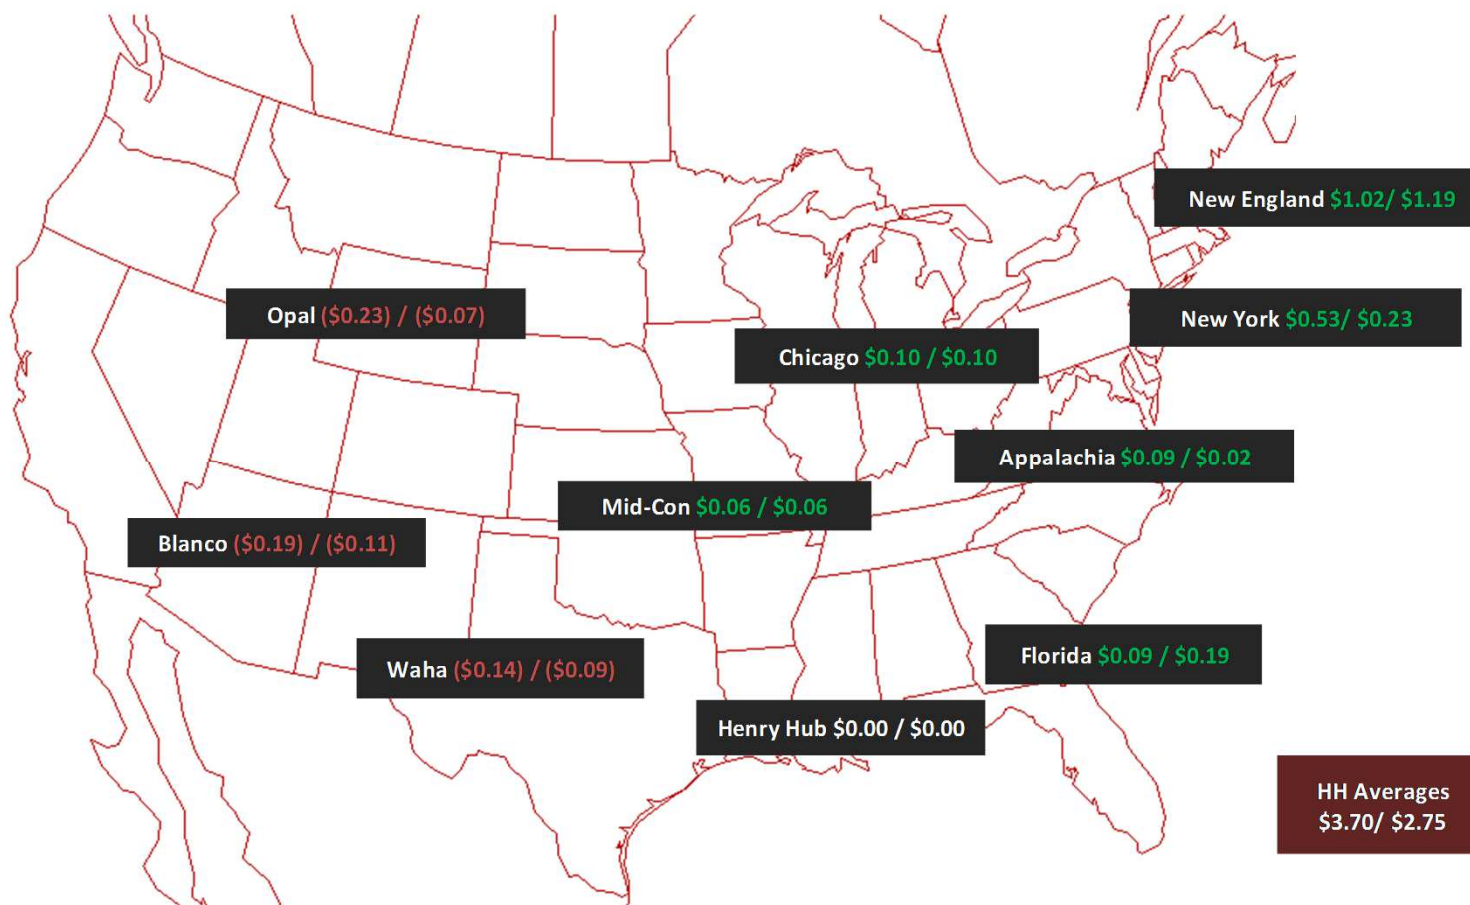 New England $1.02/ $1.19
Opal ($0.23) / ($0.07)
New York $0.53/ $0.23
Chicago $0.10 / $0.10
Appalachia $0.09 / $0.02
Mid-Con $0.06 / $0.06
Blanco ($0.19) / ($0.11)
Florida $0.09 / $0.19
Waha ($0.14) / ($0.09)
Henry Hub $0.00 / $0.00
HH Averages
$3.70/ $2.75